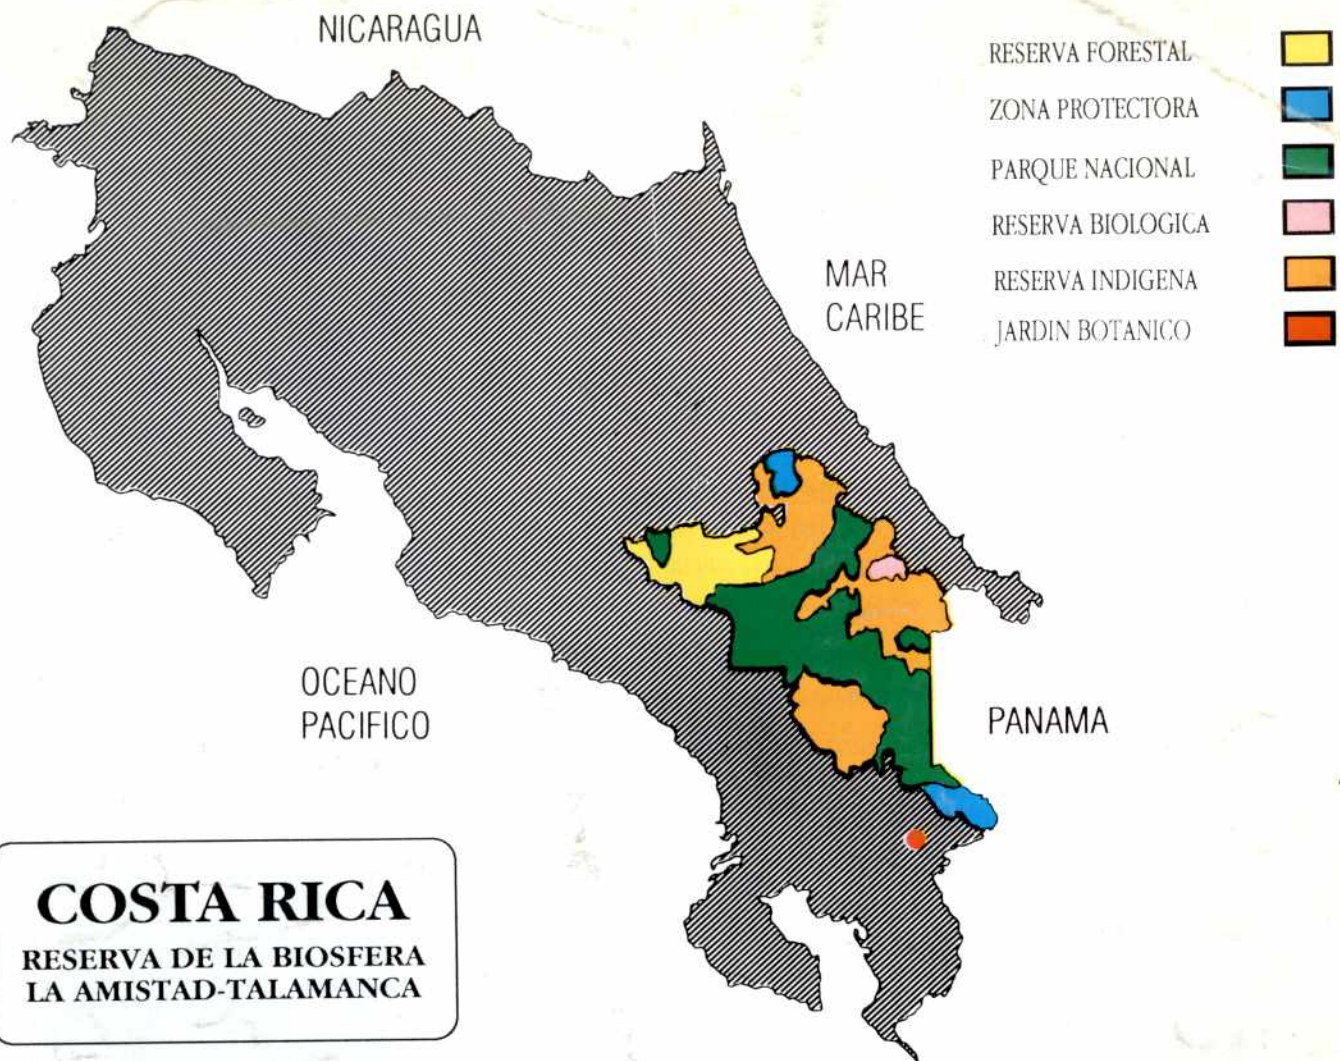 NICARAGUA
RESERVA FORESTAL
ZONA PROTECTORA
PARQUE NACIONAL
RESERVA BIOLOGICA
RESERVA INDIGENA
JARDIN BOTANICO
MAR
CARIBE
OCEANO
PACIFICO
PANAMA
COSTA RICA
RESERVA DE LA BIOSFERA
LA AMISTAD-TALAMANCA